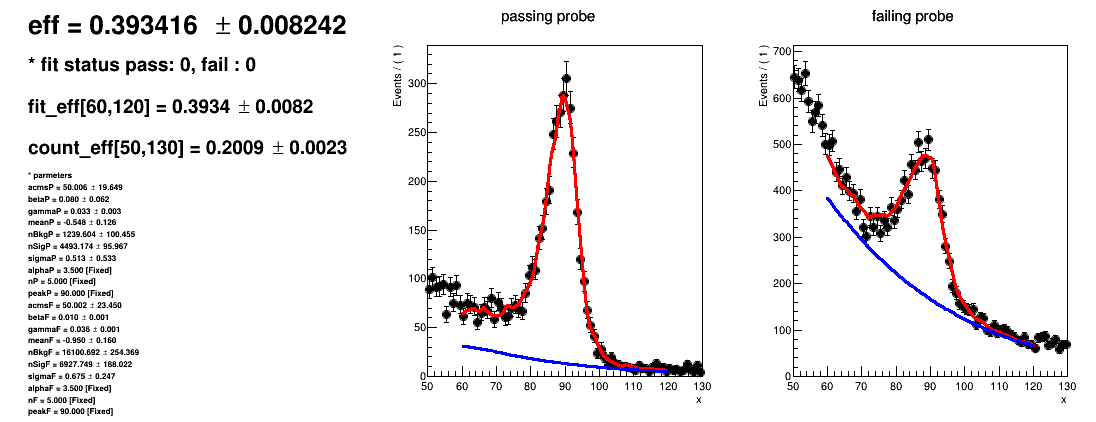 eff = 0.393416 ± 0.008242
* fit status pass: 0, fail : 0
fit_eff[60,120] = 0.3934 ± 0.0082
count_eff[50,130] = 0.2009 ± 0.0023
* parmeters
acmsP = 50.006 ± 19.649
betaP = 0.080 ± 0.062
gammaP = 0.033 ± 0.003
meanP = -0.548 ± 0.126
nBkgP = 1239.604 ± 100.455
nSigP = 4493.174 ± 95.967
sigmaP = 0.513 ± 0.533
alphaP = 3.500 [Fixed]
nP = 5.000 [Fixed]
peakP = 90.000 [Fixed]
acmsF = 50.002 ± 23.450
betaF = 0.010 ± 0.001
gammaF = 0.036 ± 0.001
meanF = -0.950 ± 0.160
nBkgF = 16100.692 ± 254.369
nSigF = 6927.749 ± 188.022
sigmaF = 0.675 ± 0.247
alphaF = 3.500 [Fixed]
nF = 5.000 [Fixed]
peakF = 90.000 [Fixed]
passing probe
Events / ( 1 )
300
250
200
150
100
50
0
50 60 70 80 90 100 110 120 130
x
failing probe
Events / ( 1 )
700
600
500
400
300
200
100
0
50 60 70 80 90 100 110 120 130
x